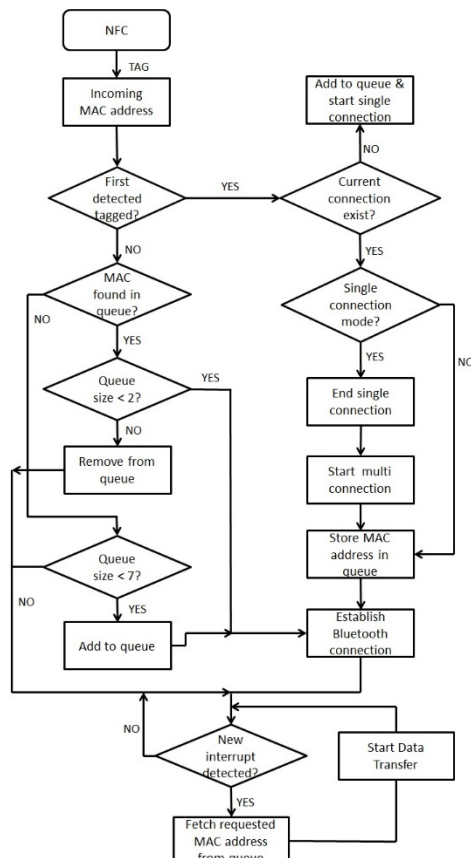 NFC
TAG
Incoming
MAC address
Add to queue &
start single
connection
NO
First
detected
tagged?
YES
Current
connection
exist?
NO
YES
MAC
found in
queue?
NO
Single
connection
mode?
YES
NO
Queue
size < 2?
YES
YES
End single
connection
NO
Remove from
queue
Start multi
connection
Store MAC
address in
queue
Queue
size < 7?
NO
YES
Add to queue
Establish
Bluetooth
connection
NO
New
interrupt
detected?
Start Data
Transfer
YES
Fetch requested
MAC address
from queue